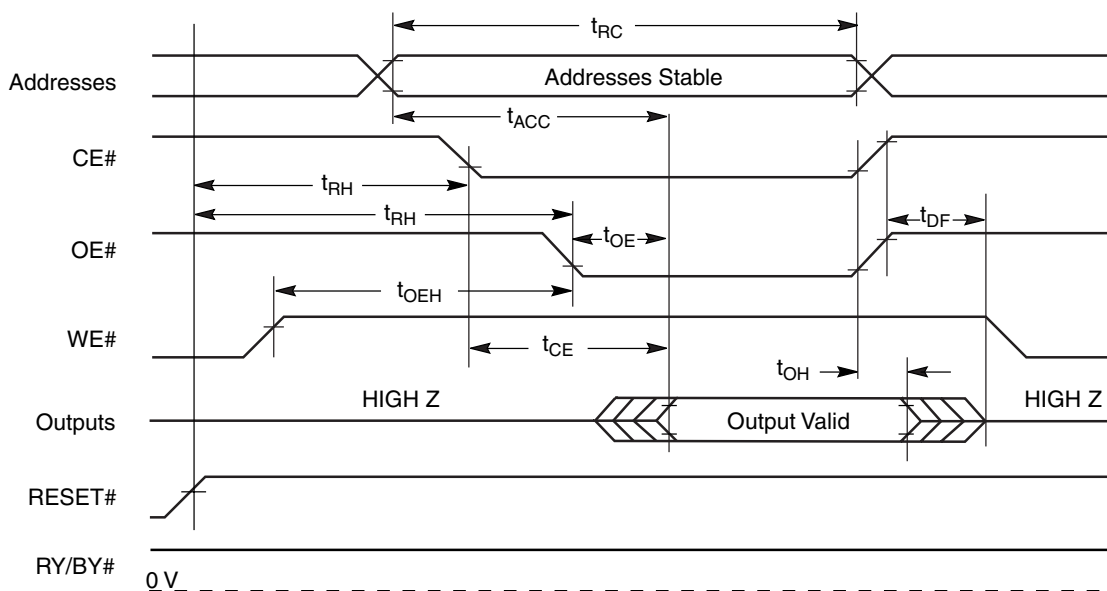 tRC
Addresses
Addresses Stable
tACC
CE#
tRH
tRH
tDF
OE#
tOE
tOEH
WE#
tCE
tOH
HIGH Z
HIGH Z
Outputs
Output Valid
RESET#
RY/BY#
0 V